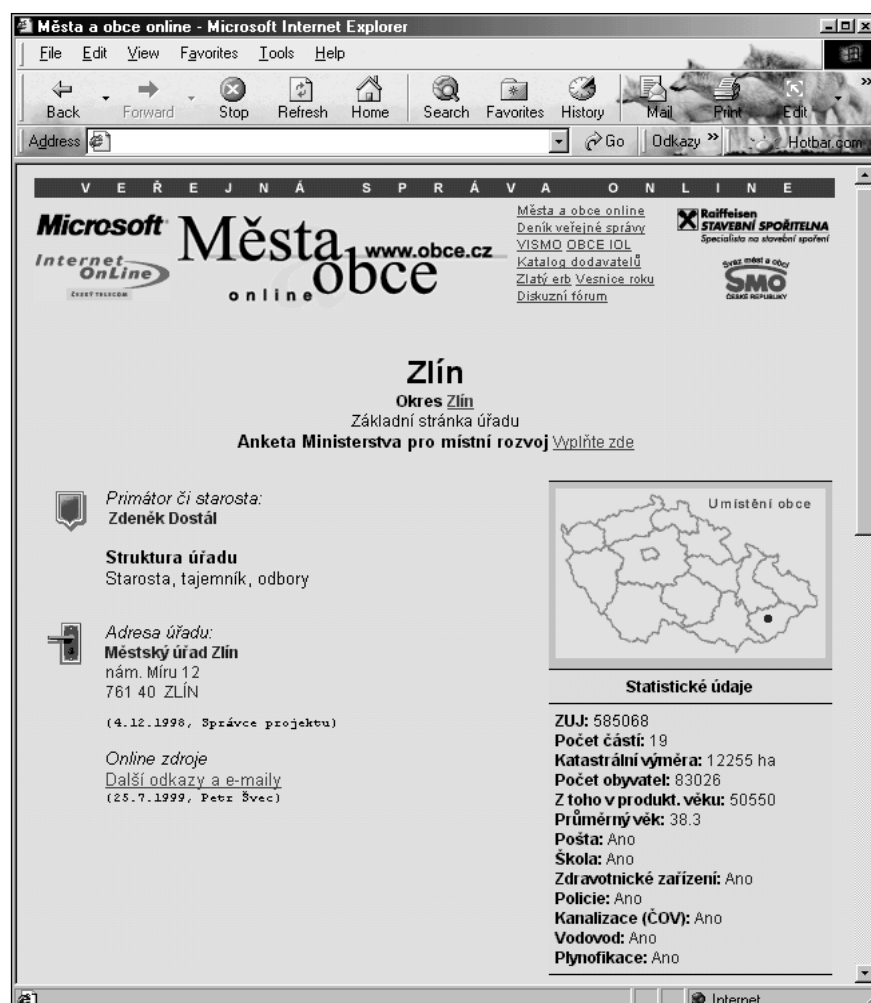 Města a obce online - Microsoft Internet Explorer
File Edit View Favorites Tools Help
Back Forward Stop Refresh Home Search Favorites History Mail Print Edit »
Address Go Odkazy » Hotbar.com
VEŘEJNÁ SPRÁVA ONLINE
Microsoft
Internet OnLine
ČESKÝ TELECOM
Města
www.obce.cz
obce
online
Města a obce online
Deník veřejné správy
VISMO OBCE IOL
Katalog dodavatelů
Zlatý erb Vesnice roku
Diskuzní fórum
Raiffeisen
STAVEBNÍ SPOŘITELNA
Specialista na stavební spoření
Svaz měst a obcí
SMO
ČESKÉ REPUBLIKY
Zlín
Okres Zlín
Základní stránka úřadu
Anketa Ministerstva pro místní rozvoj Vyplňte zde
Primátor či starosta:
Zdeněk Dostál
Struktura úřadu
Starosta, tajemník, odbory
Adresa úřadu:
Městský úřad Zlín
nám. Míru 12
761 40 ZLÍN
(4.12.1998, Správce projektu)
Online zdroje
Další odkazy a e-maily
(25.7.1999, Petr Švec)
Umístění obce
Statistické údaje
ZUJ: 585068
Počet částí: 19
Katastrální výměra: 12255 ha
Počet obyvatel: 83026
Z toho v produkt. věku: 50550
Průměrný věk: 38.3
Pošta: Ano
Škola: Ano
Zdravotnické zařízení: Ano
Policie: Ano
Kanalizace (ČOV): Ano
Vodovod: Ano
Plynofikace: Ano
Internet